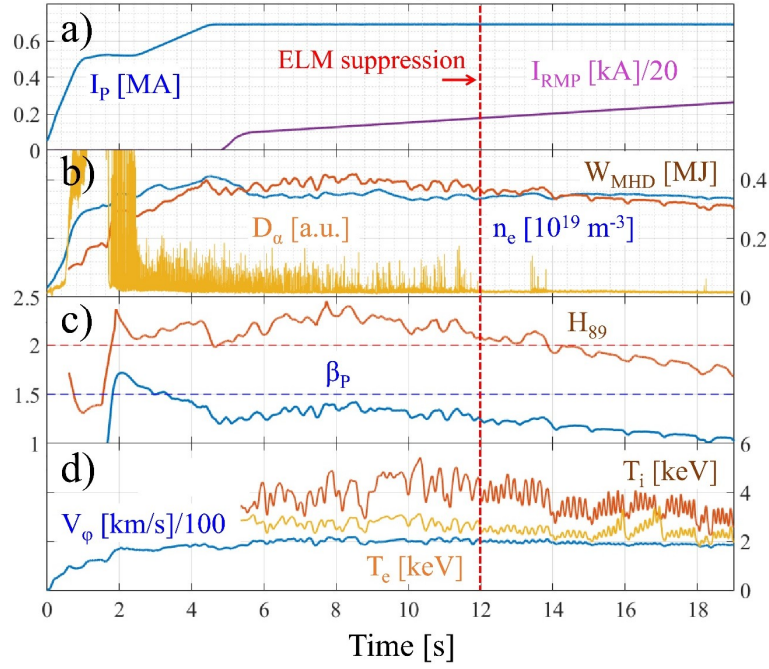 a)
0.6
0.4
0.2
0
I_P [MA]
ELM suppression
I_RMP [kA]/20
b)
W_MHD [MJ]
D_α [a.u.]
n_e [10^19 m^-3]
0.4
0.2
0
c)
2.5
2
1.5
1
H_89
β_P
d)
6
4
2
0
T_i [keV]
V_φ [km/s]/100
T_e [keV]
0 2 4 6 8 10 12 14 16 18
Time [s]